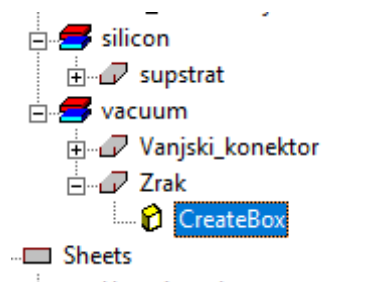 silicon
supstrat
vacuum
Vanjski_konektor
Zrak
CreateBox
Sheets